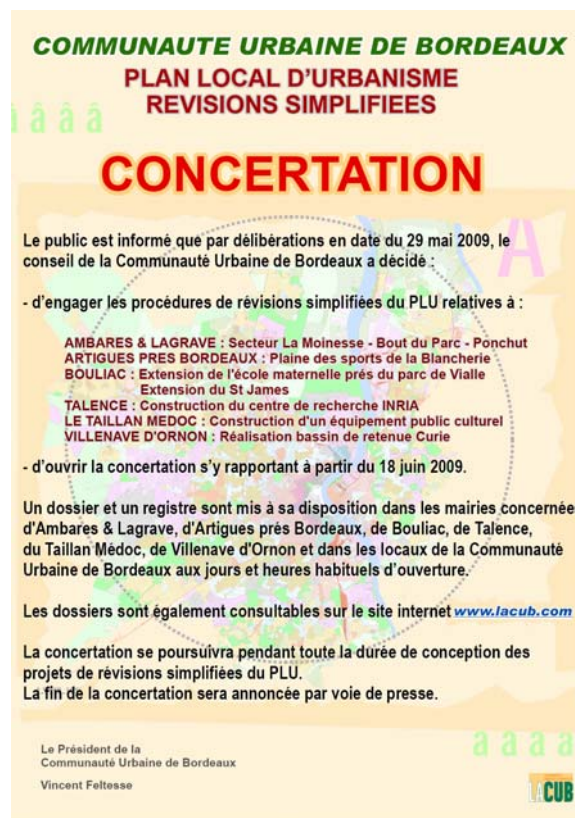 COMMUNAUTE URBAINE DE BORDEAUX
PLAN LOCAL D'URBANISME
REVISIONS SIMPLIFIEES
â â â â
CONCERTATION
A
Le public est informé que par délibérations en date du 29 mai 2009, le
conseil de la Communauté Urbaine de Bordeaux a décidé :
- d'engager les procédures de révisions simplifiées du PLU relatives à :
AMBARES & LAGRAVE : Secteur La Moinesse - Bout du Parc - Ponchut
ARTIGUES PRES BORDEAUX : Plaine des sports de la Blancherie
BOULIAC : Extension de l'école maternelle prés du parc de Vialle
Extension du St James
TALENCE : Construction du centre de recherche INRIA
LE TAILLAN MEDOC : Construction d'un équipement public culturel
VILLENAVE D'ORNON : Réalisation bassin de retenue Curie
- d'ouvrir la concertation s'y rapportant à partir du 18 juin 2009.
Un dossier et un registre sont mis à sa disposition dans les mairies concernée
d'Ambares & Lagrave, d'Artigues prés Bordeaux, de Bouliac, de Talence,
du Taillan Médoc, de Villenave d'Ornon et dans les locaux de la Communauté
Urbaine de Bordeaux aux jours et heures habituels d'ouverture.
Les dossiers sont également consultables sur le site internet www.lacub.com
La concertation se poursuivra pendant toute la durée de conception des
projets de révisions simplifiées du PLU.
La fin de la concertation sera annoncée par voie de presse.
a a a a
Le Président de la
Communauté Urbaine de Bordeaux
Vincent Feltesse
LACUB